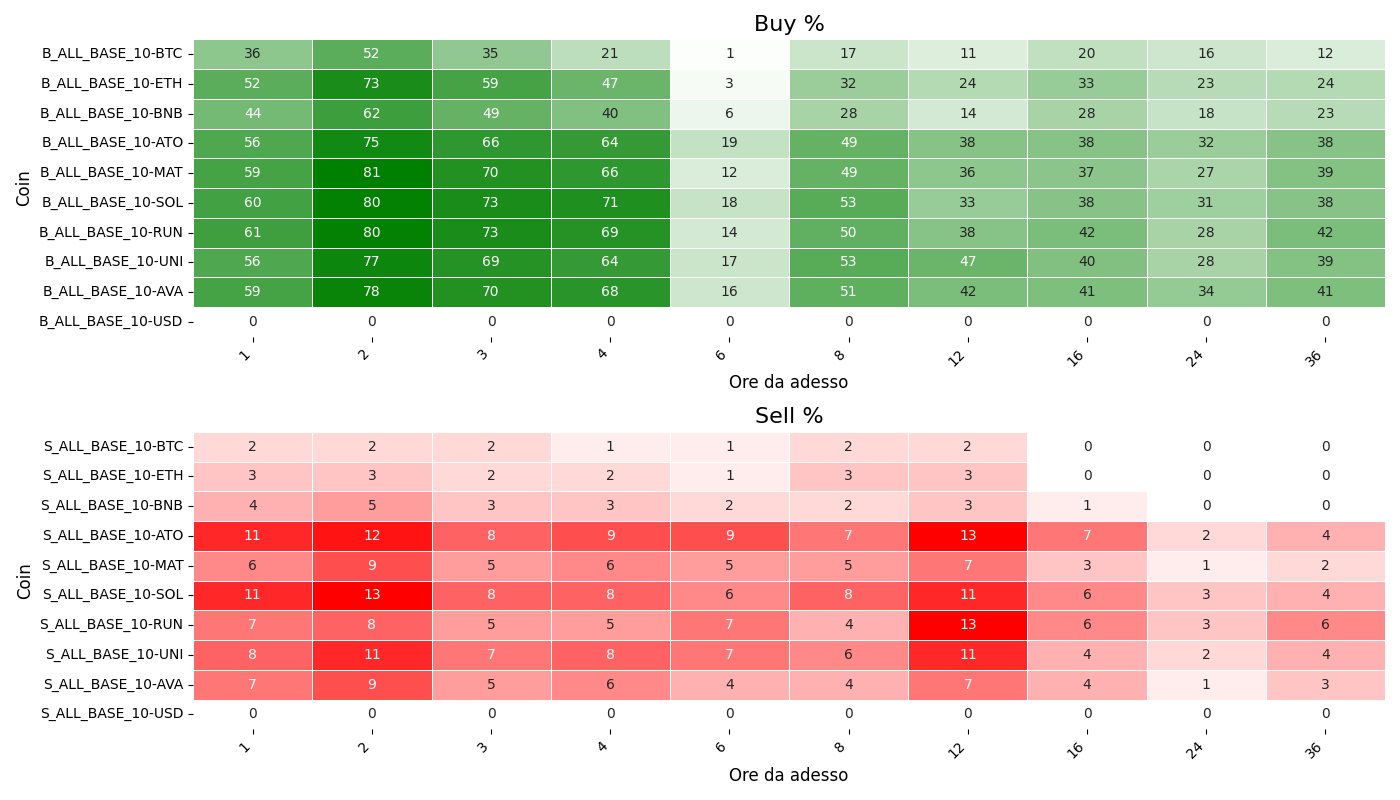 Buy %
Coin
B_ALL_BASE_10-BTC 36 52 35 21 1 17 11 20 16 12
B_ALL_BASE_10-ETH 52 73 59 47 3 32 24 33 23 24
B_ALL_BASE_10-BNB 44 62 49 40 6 28 14 28 18 23
B_ALL_BASE_10-ATO 56 75 66 64 19 49 38 38 32 38
B_ALL_BASE_10-MAT 59 81 70 66 12 49 36 37 27 39
B_ALL_BASE_10-SOL 60 80 73 71 18 53 33 38 31 38
B_ALL_BASE_10-RUN 61 80 73 69 14 50 38 42 28 42
B_ALL_BASE_10-UNI 56 77 69 64 17 53 47 40 28 39
B_ALL_BASE_10-AVA 59 78 70 68 16 51 42 41 34 41
B_ALL_BASE_10-USD 0 0 0 0 0 0 0 0 0 0
1 2 3 4 6 8 12 16 24 36
Ore da adesso
Sell %
Coin
S_ALL_BASE_10-BTC 2 2 2 1 1 2 2 0 0 0
S_ALL_BASE_10-ETH 3 3 2 2 1 3 3 0 0 0
S_ALL_BASE_10-BNB 4 5 3 3 2 2 3 1 0 0
S_ALL_BASE_10-ATO 11 12 8 9 9 7 13 7 2 4
S_ALL_BASE_10-MAT 6 9 5 6 5 5 7 3 1 2
S_ALL_BASE_10-SOL 11 13 8 8 6 8 11 6 3 4
S_ALL_BASE_10-RUN 7 8 5 5 7 4 13 6 3 6
S_ALL_BASE_10-UNI 8 11 7 8 7 6 11 4 2 4
S_ALL_BASE_10-AVA 7 9 5 6 4 4 7 4 1 3
S_ALL_BASE_10-USD 0 0 0 0 0 0 0 0 0 0
1 2 3 4 6 8 12 16 24 36
Ore da adesso